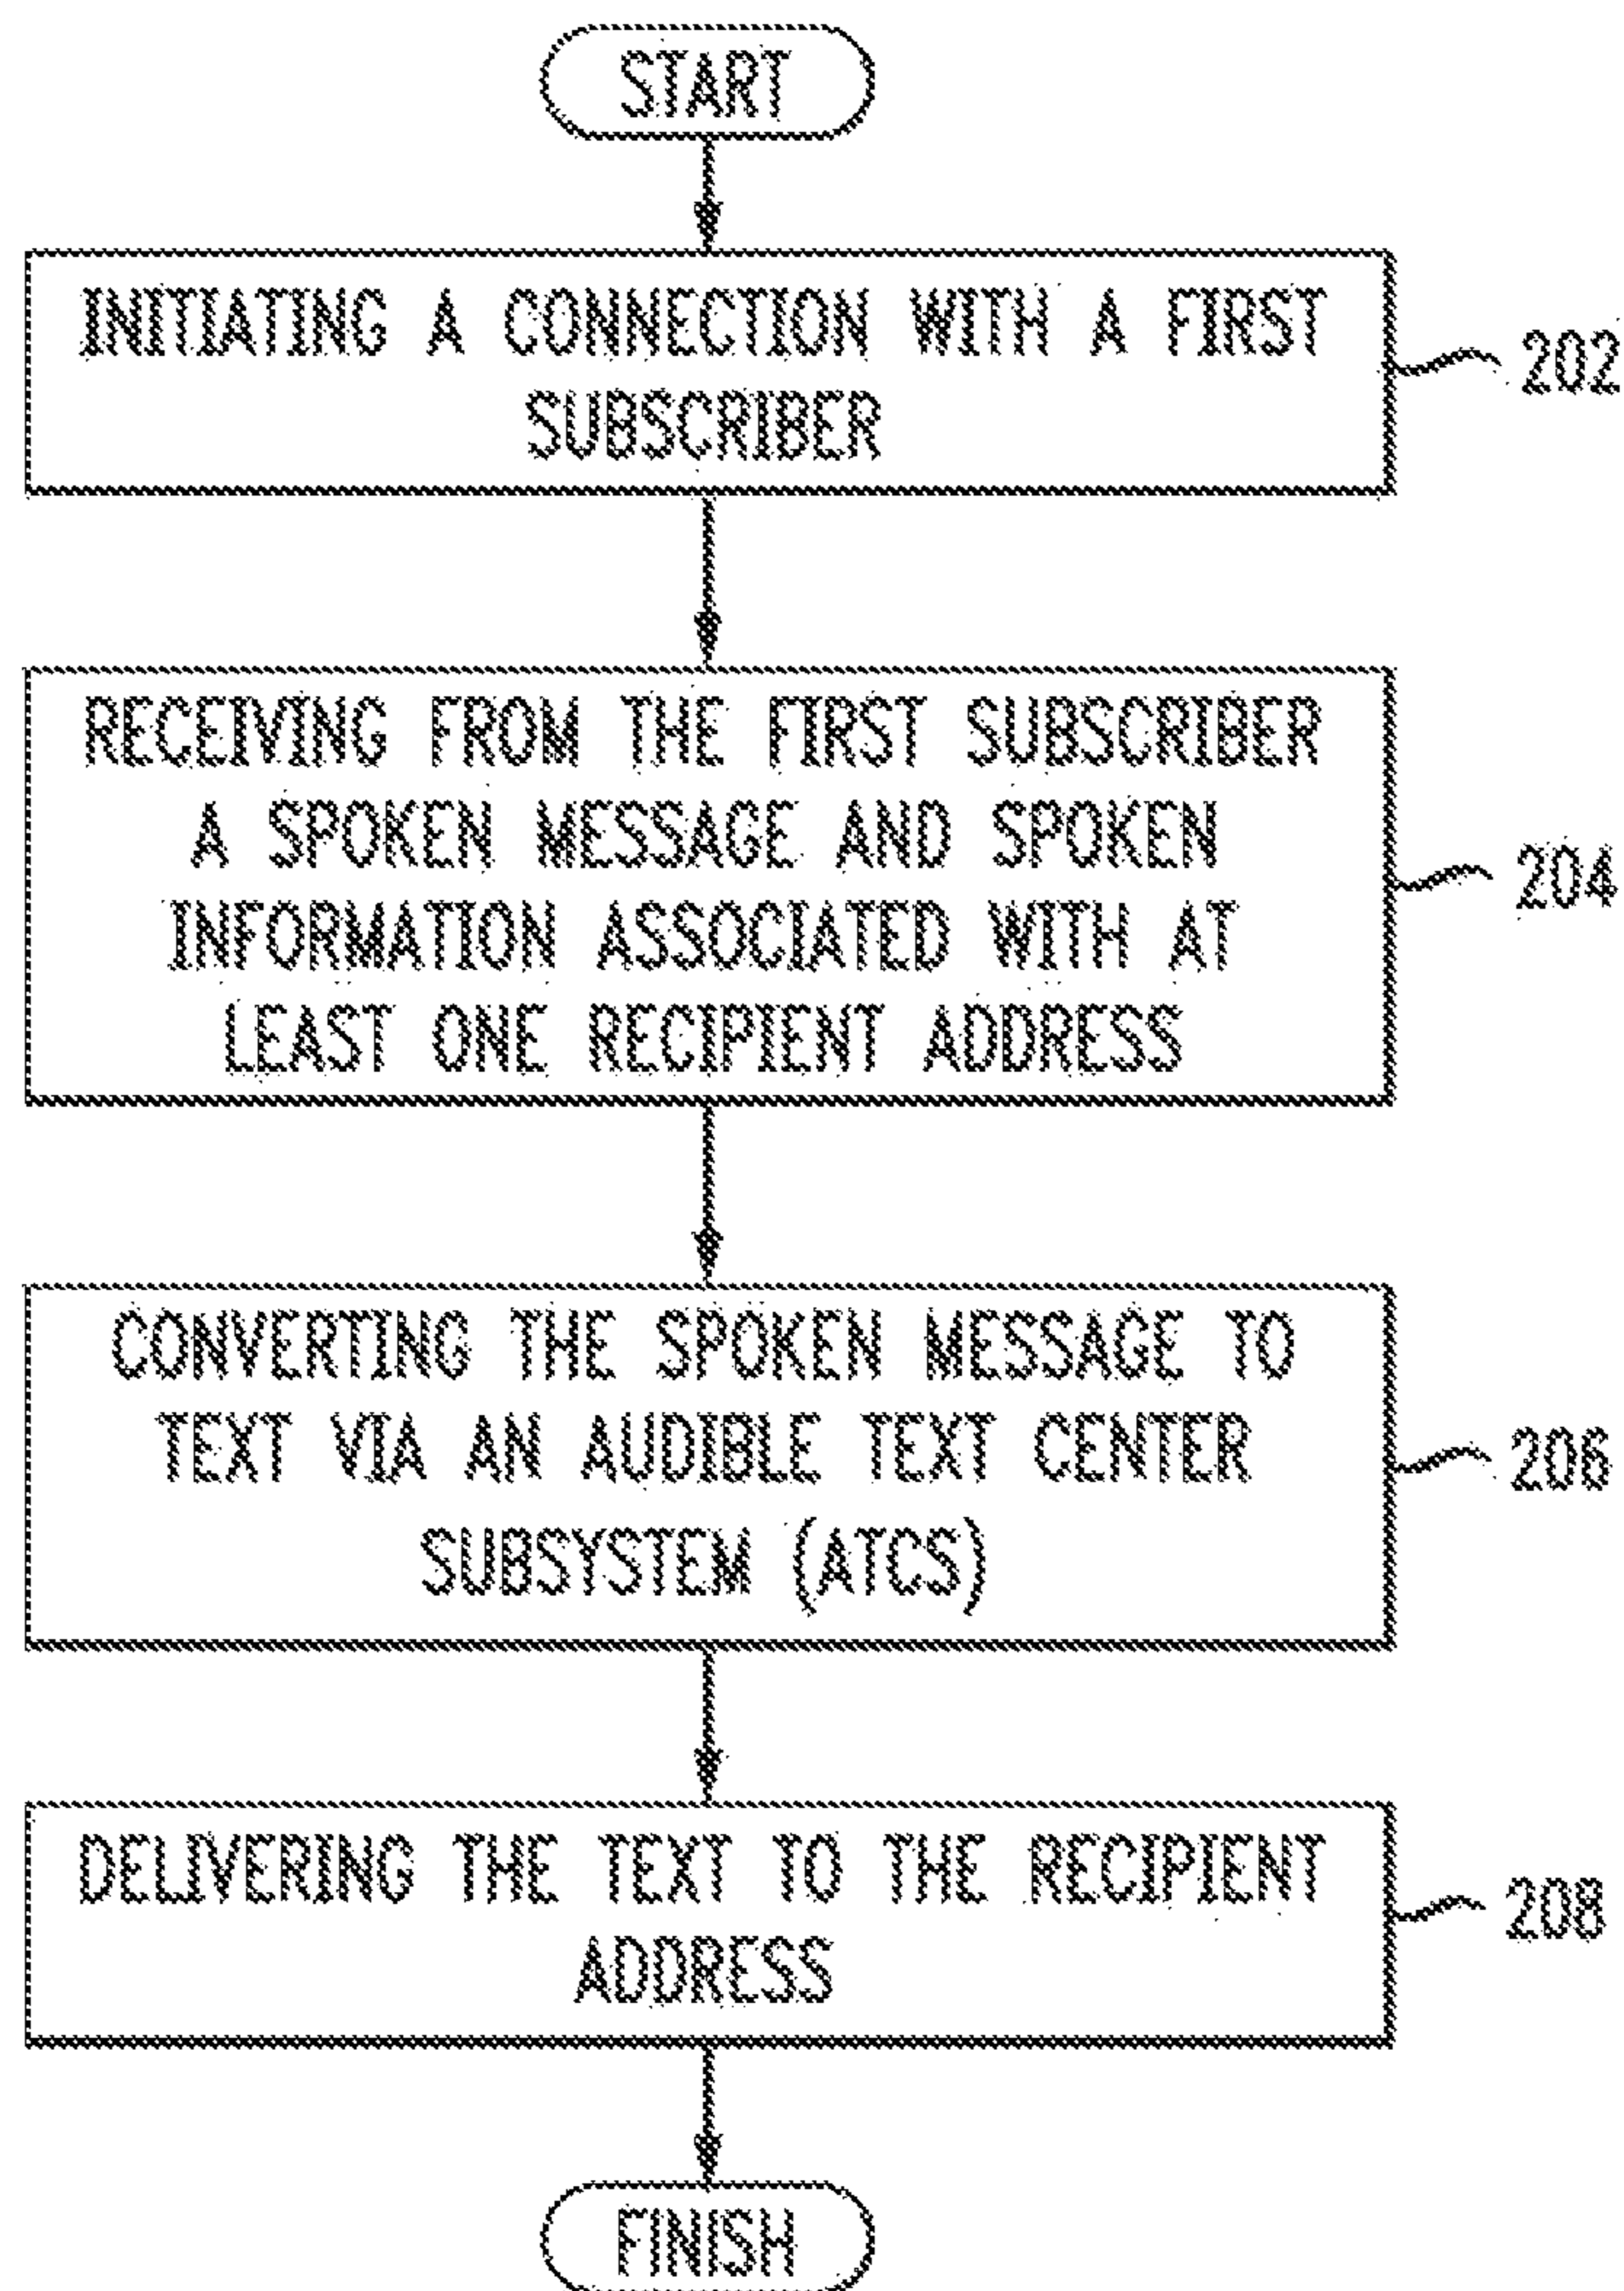 START
INITIATING A CONNECTION WITH A FIRST
SUBSCRIBER
202
RECEIVING FROM THE FIRST SUBSCRIBER
A SPOKEN MESSAGE AND SPOKEN
INFORMATION ASSOCIATED WITH AT
LEAST ONE RECIPIENT ADDRESS
204
CONVERTING THE SPOKEN MESSAGE TO
TEXT VIA AN AUDIBLE TEXT CENTER
SUBSYSTEM (ATCS)
206
DELIVERING THE TEXT TO THE RECIPIENT
ADDRESS
208
FINISH